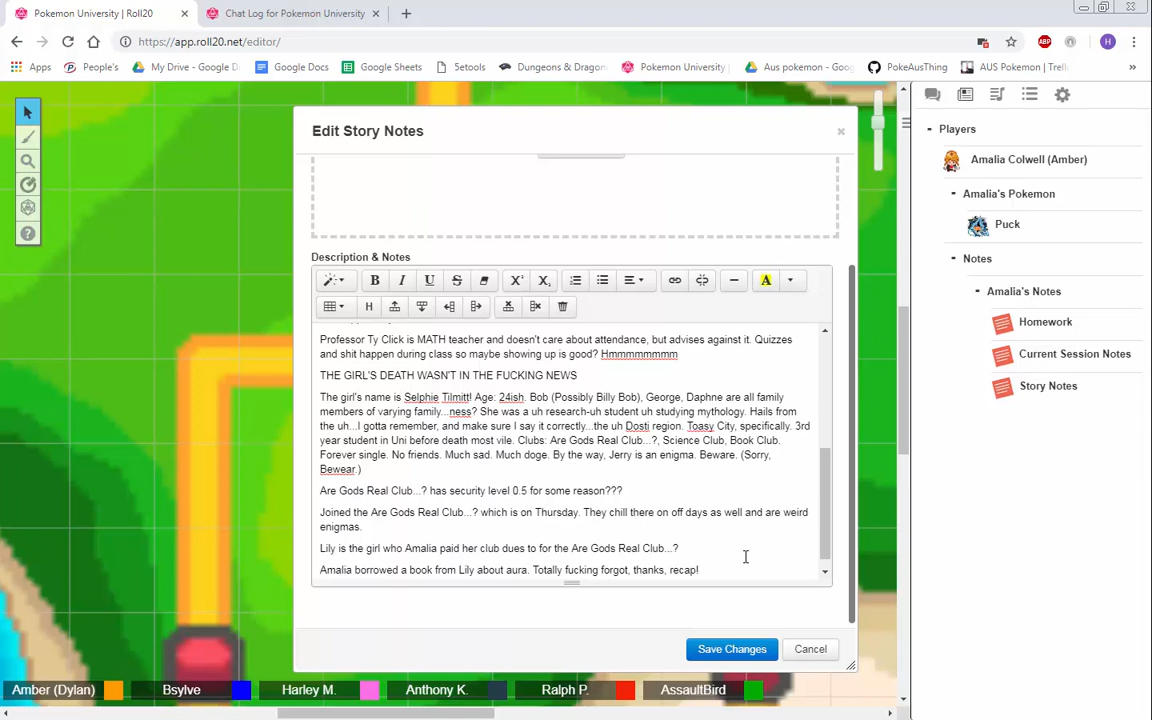 Pokemon University | Roll20
Chat Log for Pokemon University
https://app.roll20.net/editor/
ABP
H
Apps
People's
My Drive - Google D
Google Docs
Google Sheets
5etools
Dungeons & Dragon
Pokemon University
Aus pokemon - Goo
PokeAusThing
AUS Pokemon | Trell
»
Edit Story Notes
Description & Notes
B I U S X² X₂ A
H
Professor Ty Click is MATH teacher and doesn't care about attendance, but advises against it. Quizzes
and shit happen during class so maybe showing up is good? Hmmmmmmmm
THE GIRL'S DEATH WASN'T IN THE FUCKING NEWS
The girl's name is Selphie Tilmitt! Age: 24ish. Bob (Possibly Billy Bob), George, Daphne are all family
members of varying family...ness? She was a uh research-uh student uh studying mythology. Hails from
the uh...I gotta remember, and make sure I say it correctly...the uh Dosti region. Toasy City, specifically. 3rd
year student in Uni before death most vile. Clubs: Are Gods Real Club...?, Science Club, Book Club.
Forever single. No friends. Much sad. Much doge. By the way, Jerry is an enigma. Beware. (Sorry,
Bewear.)
Are Gods Real Club...? has security level 0.5 for some reason???
Joined the Are Gods Real Club...? which is on Thursday. They chill there on off days as well and are weird
enigmas.
Lily is the girl who Amalia paid her club dues to for the Are Gods Real Club...?
Amalia borrowed a book from Lily about aura. Totally fucking forgot, thanks, recap!
Save Changes
Cancel
Players
Amalia Colwell (Amber)
Amalia's Pokemon
Puck
Notes
Amalia's Notes
Homework
Current Session Notes
Story Notes
Amber (Dylan)
Bsylve
Harley M.
Anthony K.
Ralph P.
AssaultBird